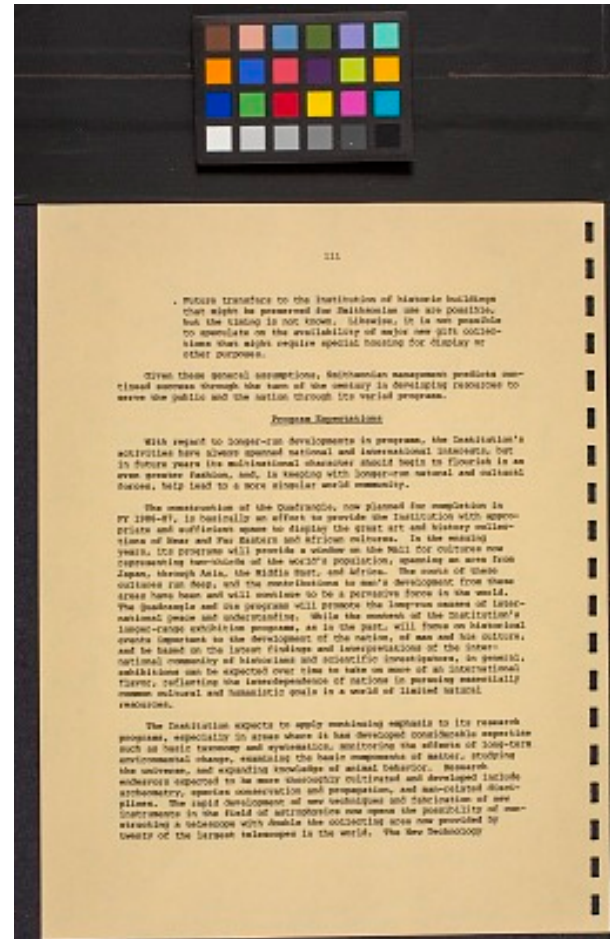 111
. Future transfers to the Institution of historic buildings
that might be preserved for Smithsonian use are possible,
but the timing is not known. Likewise, it is not possible
to speculate on the availability of major new gift collec-
tions that might require special housing for display or
other purposes.
Given these general assumptions, Smithsonian management predicts con-
tinued success through the turn of the century in developing resources to
serve the public and the nation through its varied programs.
Program Expectations
With regard to longer-run developments in programs, the Institution's
activities have always spanned national and international interests, but
in future years its multinational character should begin to flourish in an
even greater fashion, and, in keeping with longer-run natural and cultural
forces, help lead to a more singular world community.
The construction of the Quadrangle, now planned for completion in
FY 1986-87, is basically an effort to provide the Institution with appro-
priate and sufficient space to display the great art and history collec-
tions of Near and Far Eastern and African cultures. In the ensuing
years, its programs will provide a window on the Mall for cultures now
representing two-thirds of the world's population, spanning an area from
Japan, through Asia, the Middle East, and Africa. The roots of these
cultures run deep, and the contributions to man's development from these
areas have been and will continue to be a pervasive force in the world.
The Quadrangle and its programs will promote the long-run causes of inter-
national peace and understanding. While the content of the Institution's
longer-range exhibition programs, as in the past, will focus on historical
events important to the development of the nation, of man and his culture,
and be based on the latest findings and interpretations of the inter-
national community of historians and scientific investigators, in general,
exhibitions can be expected over time to take on more of an international
flavor, reflecting the interdependence of nations in pursuing essentially
common cultural and humanistic goals in a world of limited natural
resources.
The Institution expects to apply continuing emphasis to its research
programs, especially in areas where it has developed considerable expertise
such as basic taxonomy and systematics, monitoring the effects of long-term
environmental change, examining the basic components of matter, studying
the universe, and expanding knowledge of animal behavior. Research
endeavors expected to be more thoroughly cultivated and developed include
archeometry, species conservation and propagation, and man-related disci-
plines. The rapid development of new techniques and fabrication of new
instruments in the field of astrophysics now opens the possibility of con-
structing a telescope with double the collecting area now provided by
twenty of the largest telescopes in the world. The New Technology